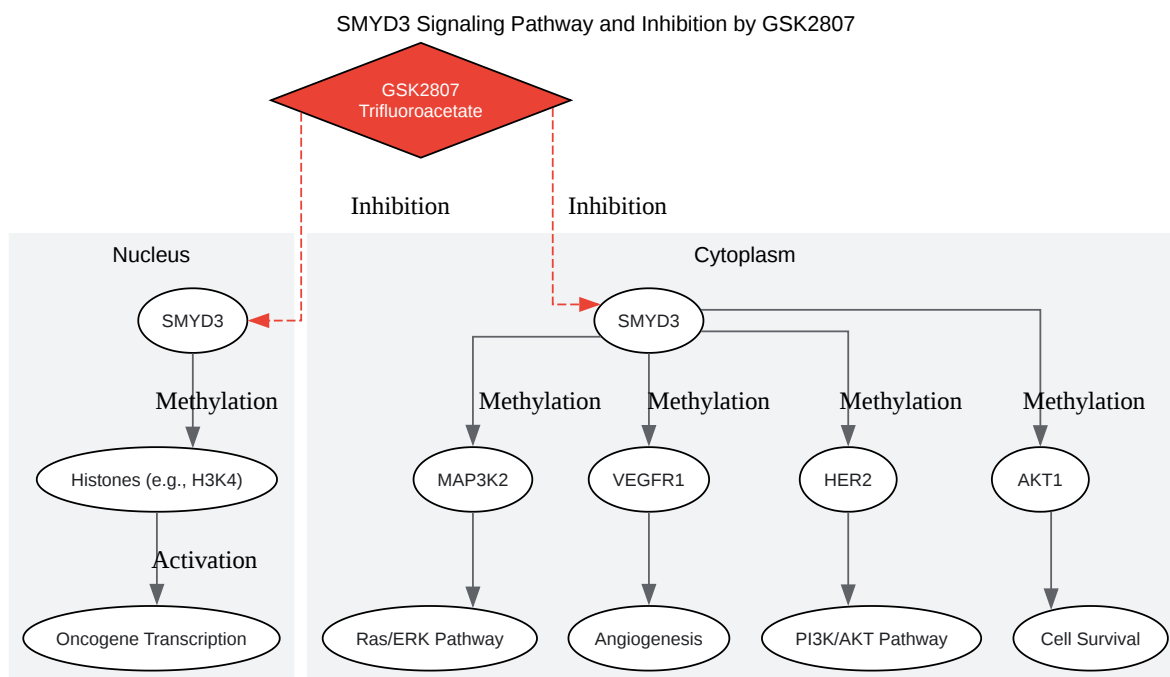 SMYD3 Signaling Pathway and Inhibition by GSK2807
GSK2807
Trifluoroacetate
Inhibition
Inhibition
Nucleus
Cytoplasm
SMYD3
SMYD3
Methylation
Methylation
Methylation
Methylation
Methylation
Histones (e.g., H3K4)
MAP3K2
VEGFR1
HER2
AKT1
Activation
Oncogene Transcription
Ras/ERK Pathway
Angiogenesis
PI3K/AKT Pathway
Cell Survival